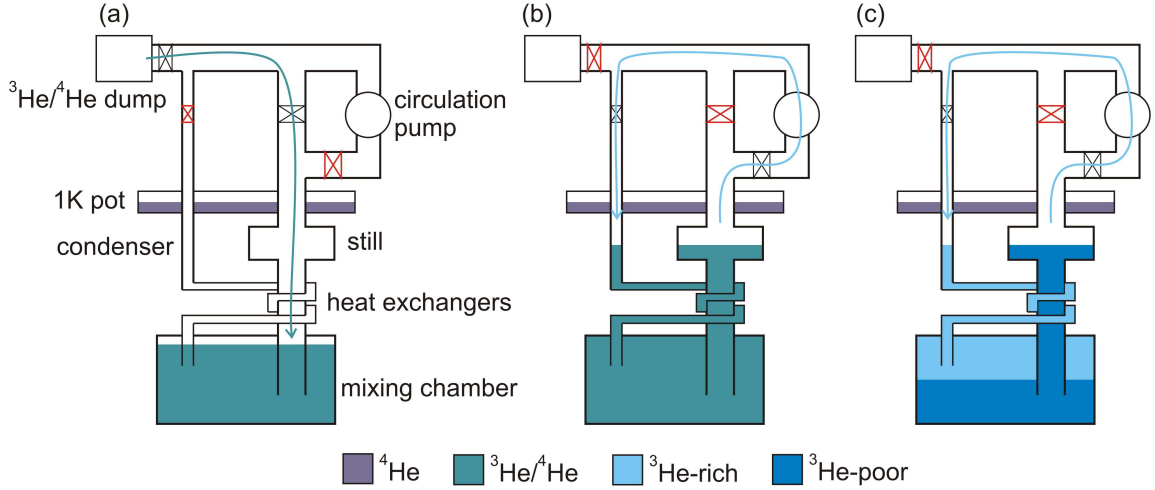 (a)
(b)
(c)
³He/⁴He dump
circulation
pump
1K pot
condenser
still
heat exchangers
mixing chamber
⁴He
³He/⁴He
³He-rich
³He-poor